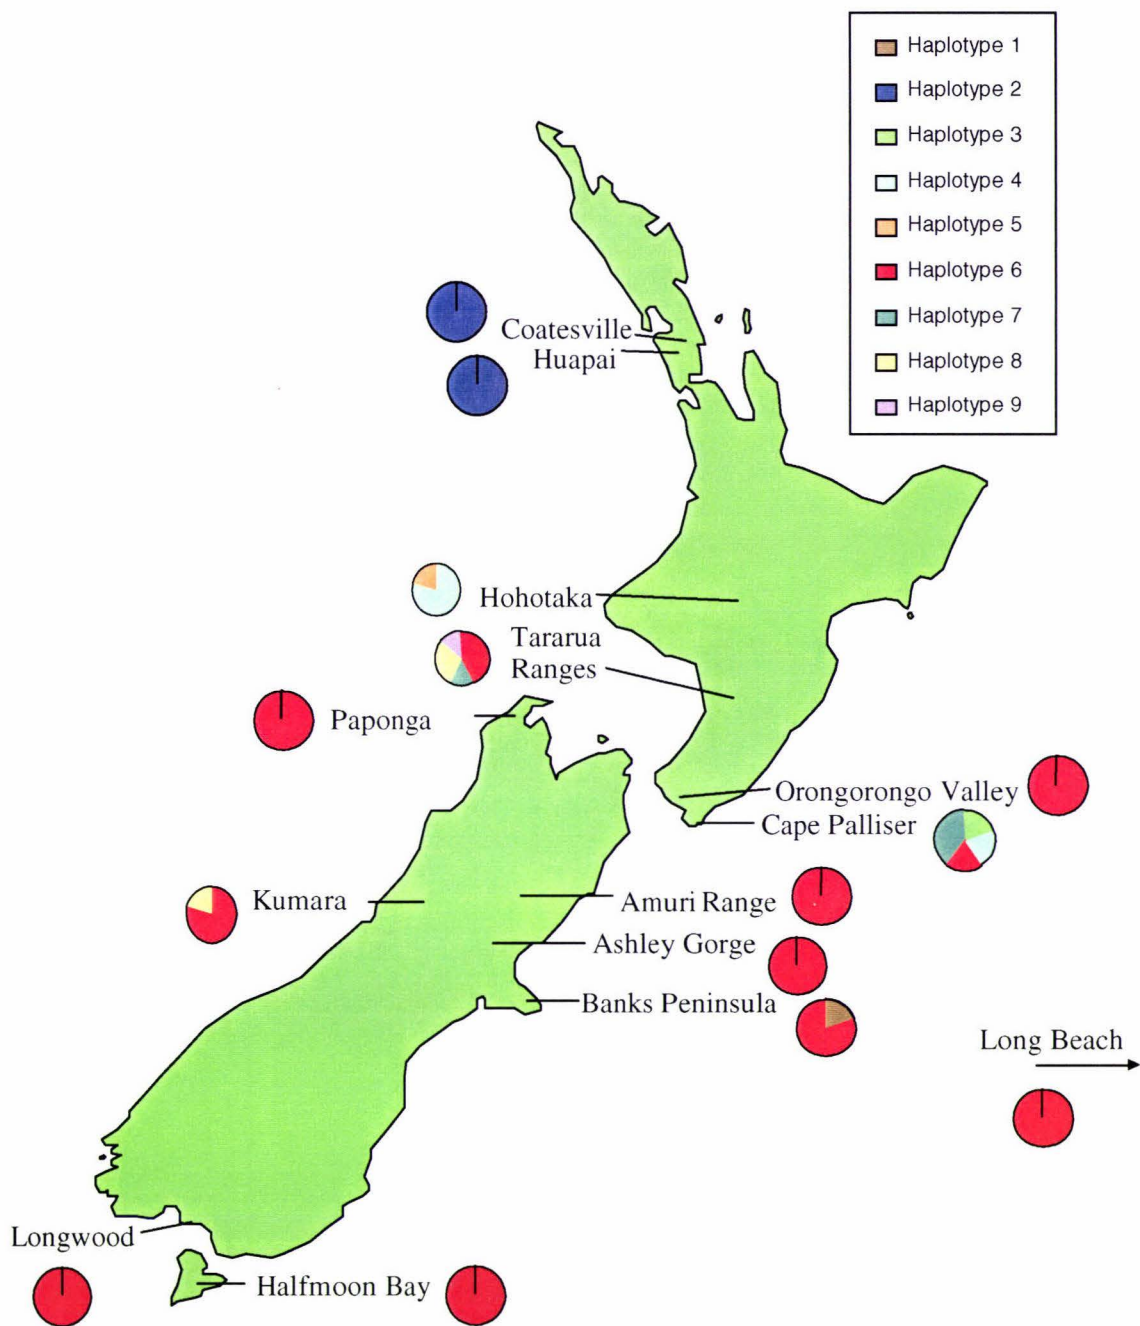 Haplotype 1
Haplotype 2
Haplotype 3
Haplotype 4
Haplotype 5
Haplotype 6
Haplotype 7
Haplotype 8
Haplotype 9
Coatesville
Huapai
Hohotaka
Tararua
Ranges
Paponga
Orongorongo Valley
Cape Palliser
Kumara
Amuri Range
Ashley Gorge
Banks Peninsula
Long Beach
Longwood
Halfmoon Bay